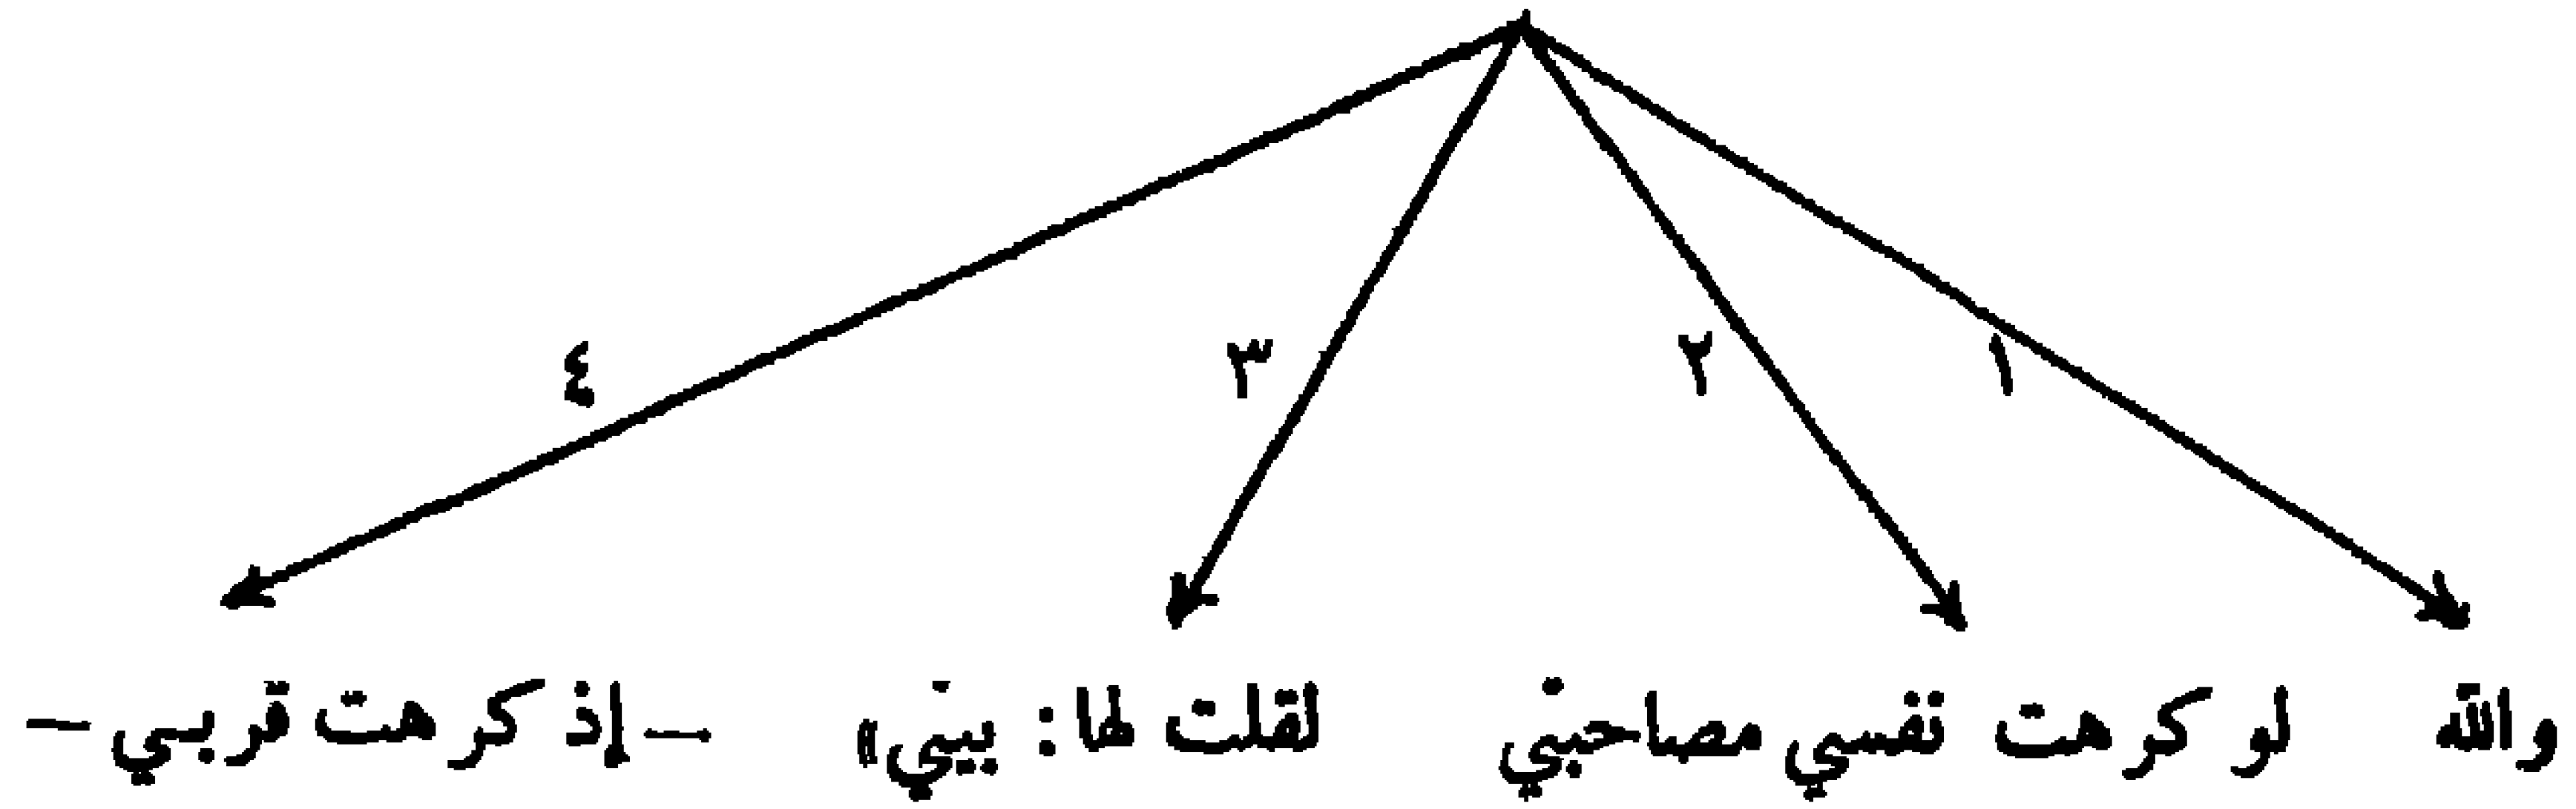 ١ ٢ ٣ ٤
والله لو كرهت نفسي مصاحبتي لقلت لها: بيني» – إذ كرهت قربي –